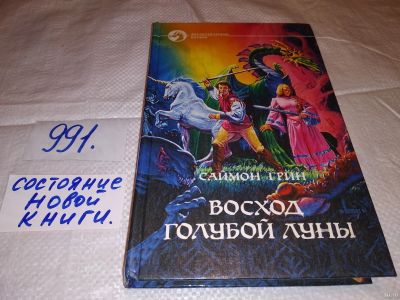 991.
СОСТОЯНИЕ
НОВОЙ
КНИГИ.
САЙМОН ГРИН
ВОСХОД
ГОЛУБОЙ ЛУНЫ